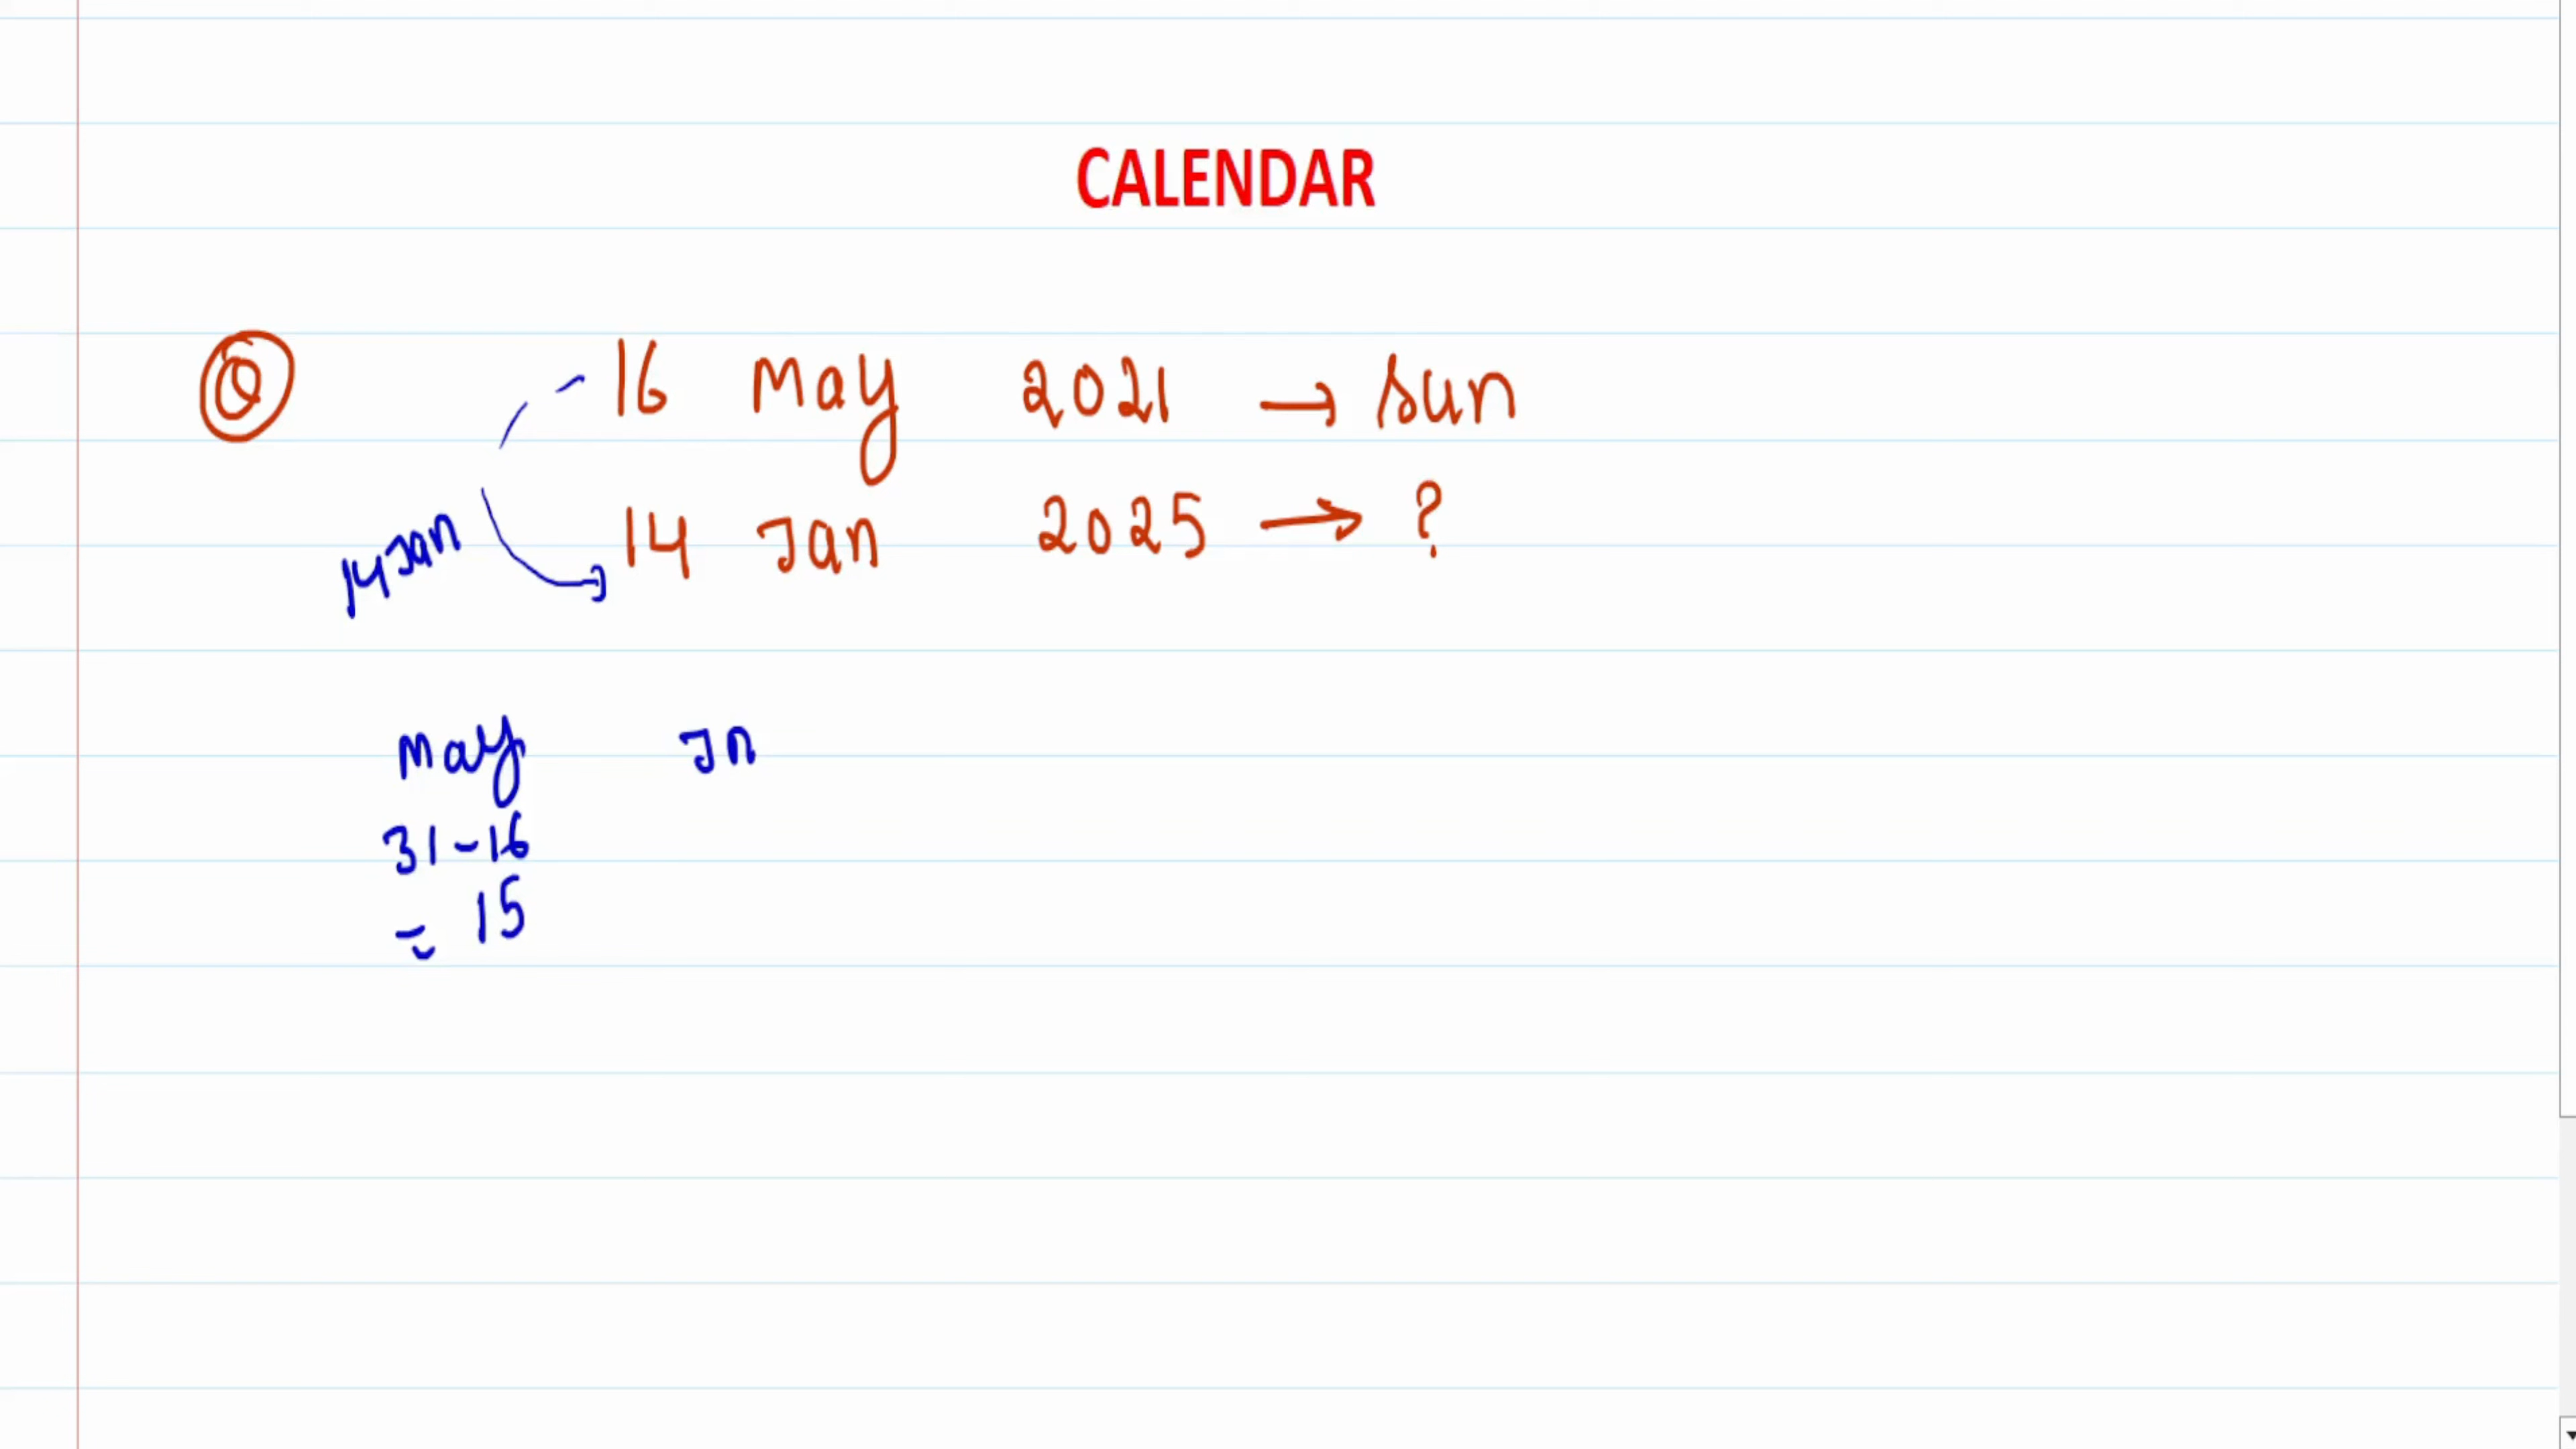 CALENDAR
Q 16 May 2021 → Sun
14 Jan 14 Jan 2025 → ?
May Jn
31-16
= 15